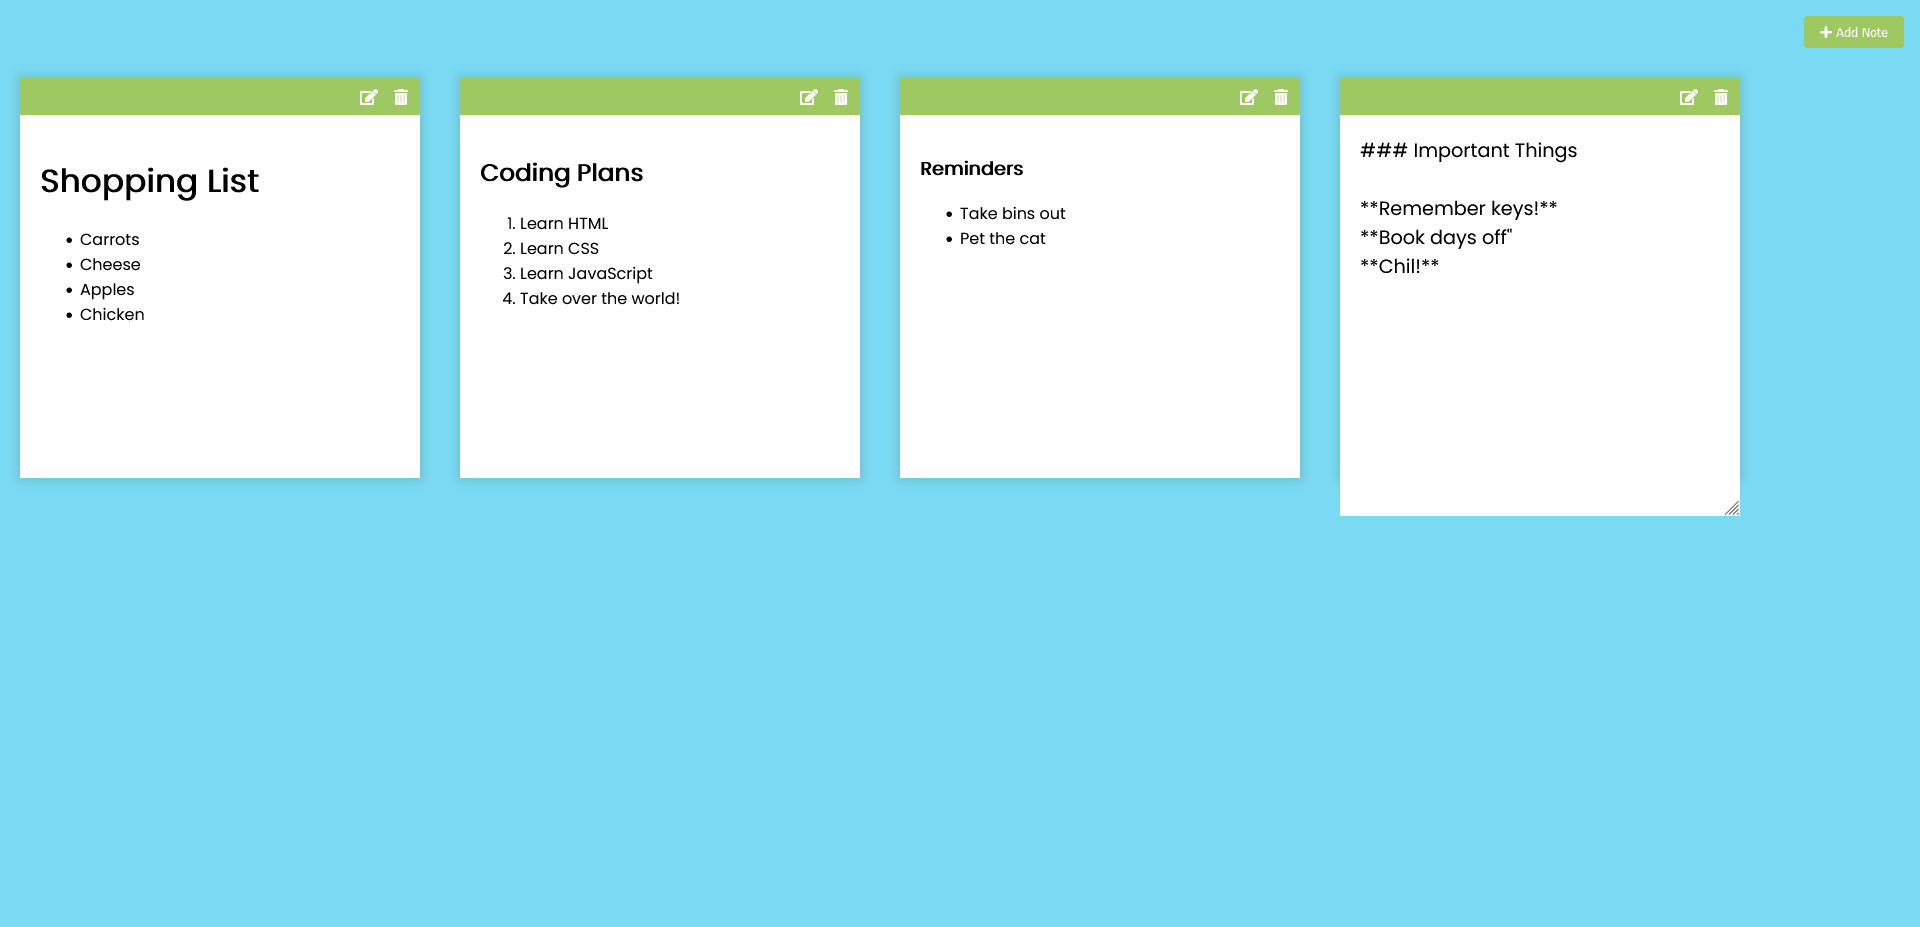 Add Note
Shopping List
• Carrots
• Cheese
• Apples
• Chicken
Coding Plans
1. Learn HTML
2. Learn CSS
3. Learn JavaScript
4. Take over the world!
Reminders
• Take bins out
• Pet the cat
### Important Things
**Remember keys!**
**Book days off"
**Chil!**